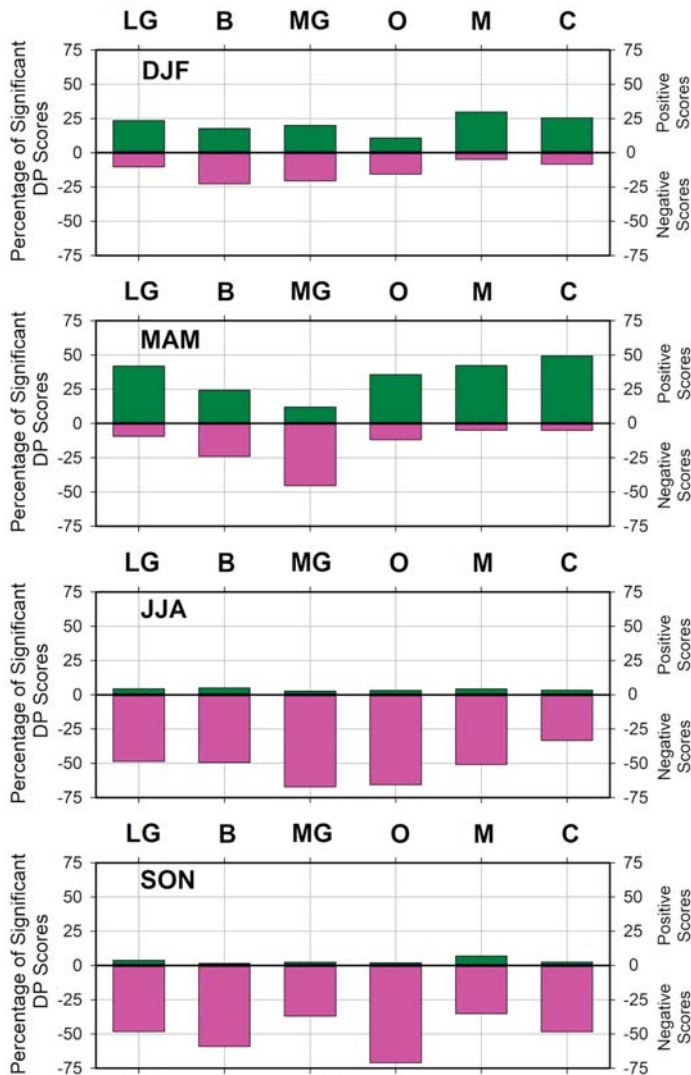 LG B MG O M C
DJF
75 75
50 50
25 25
0 0
-25 -25
-50 -50
-75 -75
Percentage of Significant
DP Scores
Positive
Scores
Negative
Scores
LG B MG O M C
MAM
75 75
50 50
25 25
0 0
-25 -25
-50 -50
-75 -75
Percentage of Significant
DP Scores
Positive
Scores
Negative
Scores
LG B MG O M C
JJA
75 75
50 50
25 25
0 0
-25 -25
-50 -50
-75 -75
Percentage of Significant
DP Scores
Positive
Scores
Negative
Scores
LG B MG O M C
SON
75 75
50 50
25 25
0 0
-25 -25
-50 -50
-75 -75
Percentage of Significant
DP Scores
Positive
Scores
Negative
Scores